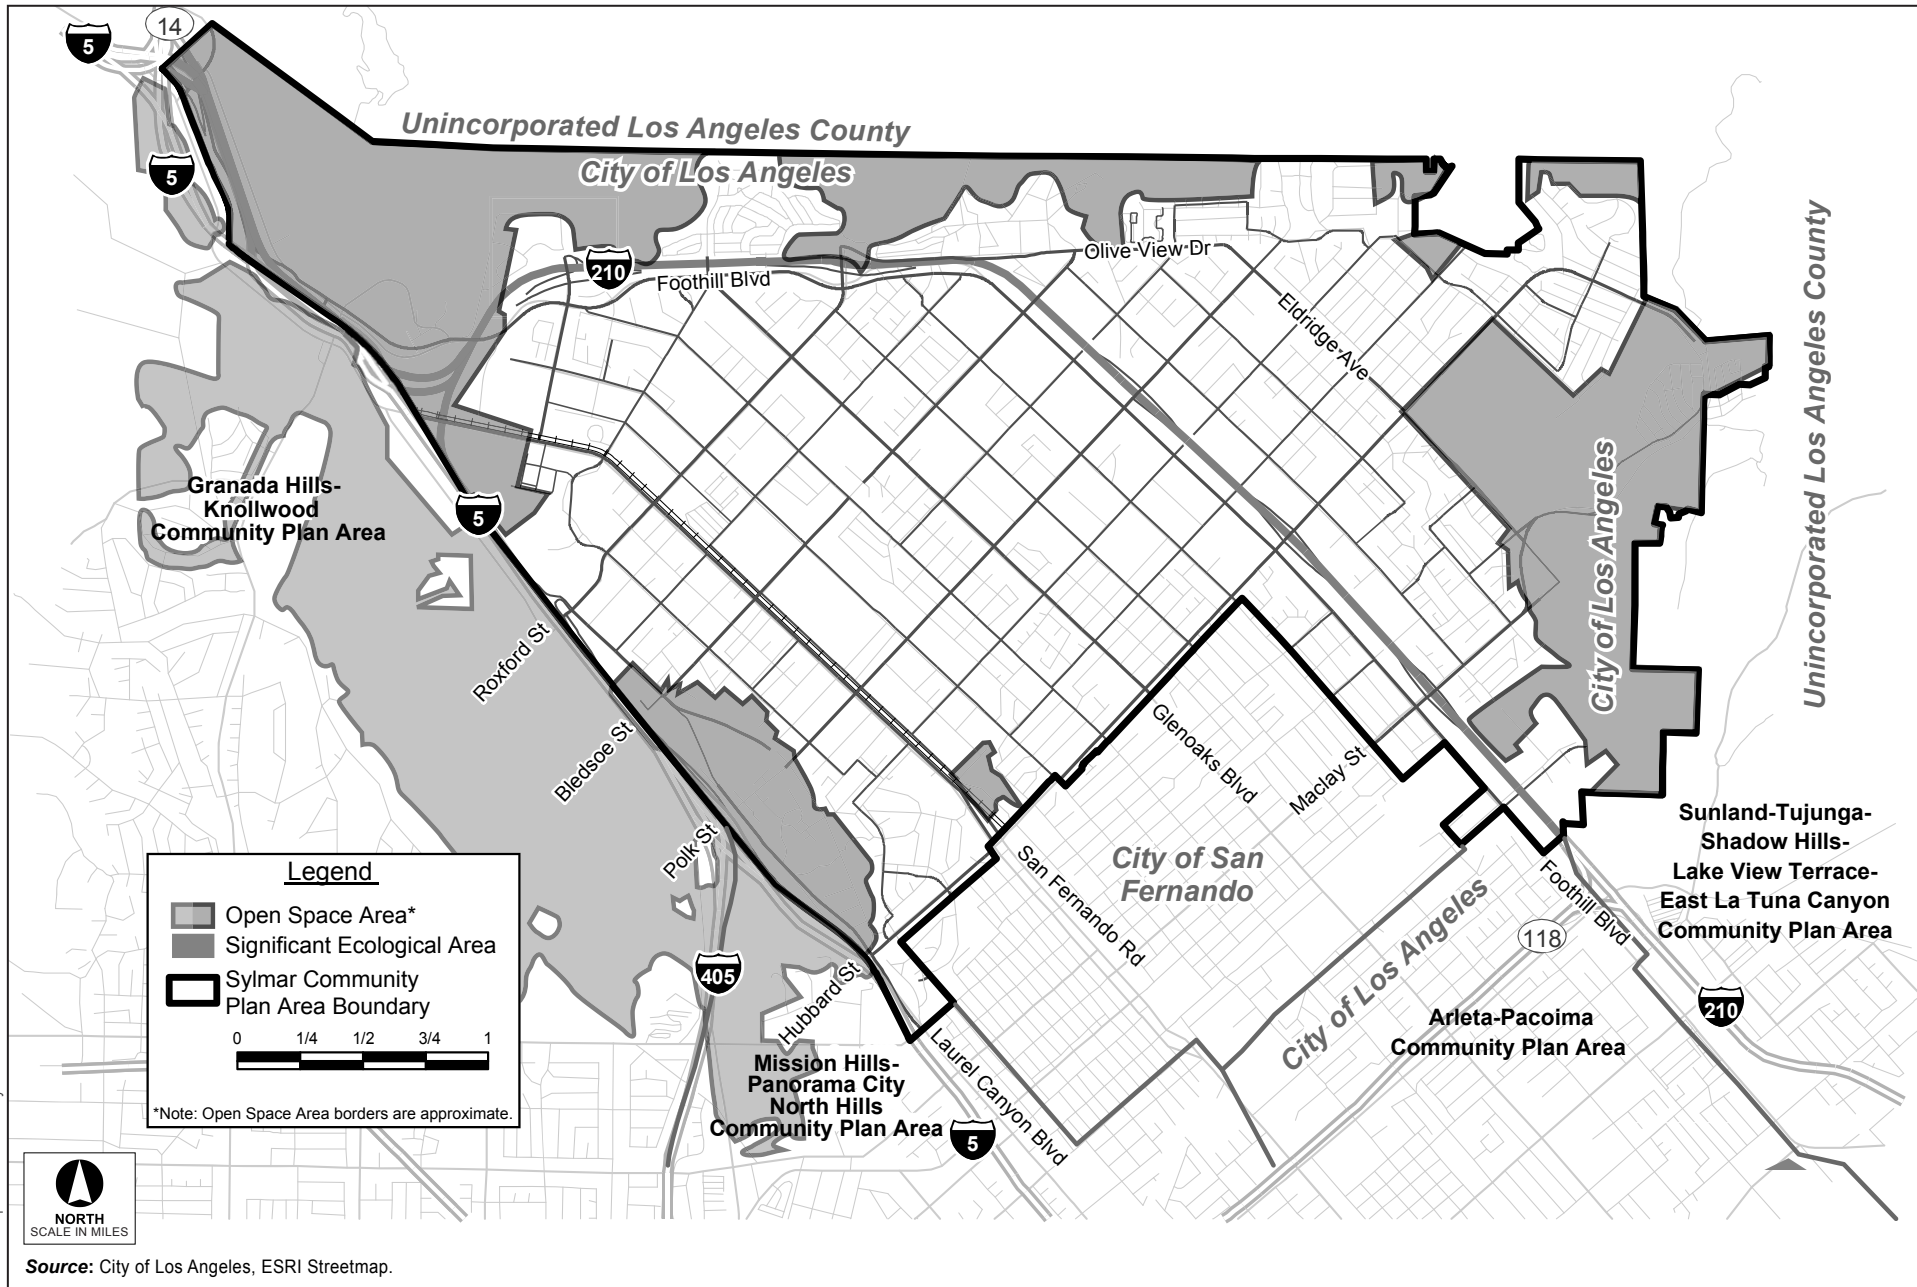 5
14
Unincorporated Los Angeles County
City of Los Angeles
5
210
Foothill Blvd
Olive View Dr
Eldridge Ave
Unincorporated Los Angeles County
City of Los Angeles
Granada Hills-
Knollwood
Community Plan Area
5
Roxford St
Bledsoe St
Polk St
Hubbard St
Glenoaks Blvd
Maclay St
San Fernando Rd
City of San
Fernando
City of Los Angeles
Foothill Blvd
118
210
Sunland-Tujunga-
Shadow Hills-
Lake View Terrace-
East La Tuna Canyon
Community Plan Area
Arleta-Pacoima
Community Plan Area
405
Mission Hills-
Panorama City
North Hills
Community Plan Area
5
Laurel Canyon Blvd
Legend
Open Space Area*
Significant Ecological Area
Sylmar Community
Plan Area Boundary
0 1/4 1/2 3/4 1
*Note: Open Space Area borders are approximate.
NORTH
SCALE IN MILES
Source: City of Los Angeles, ESRI Streetmap.